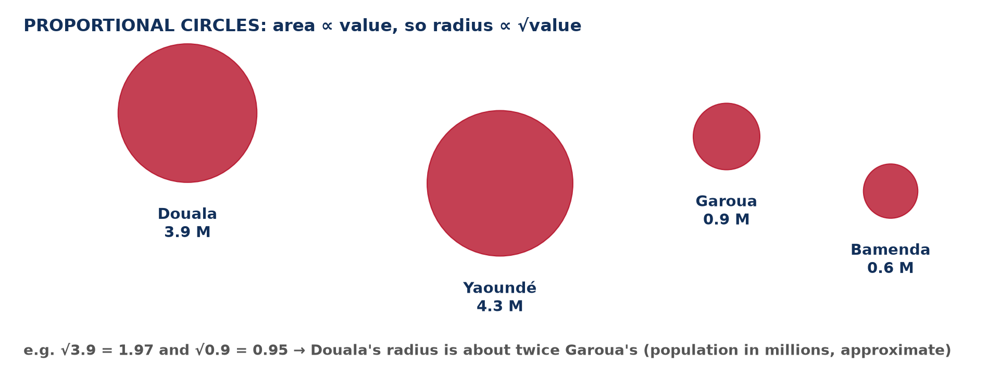 PROPORTIONAL CIRCLES: area ∝ value, so radius ∝ √value
Douala
3.9 M
Yaoundé
4.3 M
Garoua
0.9 M
Bamenda
0.6 M
e.g. √3.9 = 1.97 and √0.9 = 0.95 → Douala's radius is about twice Garoua's (population in millions, approximate)